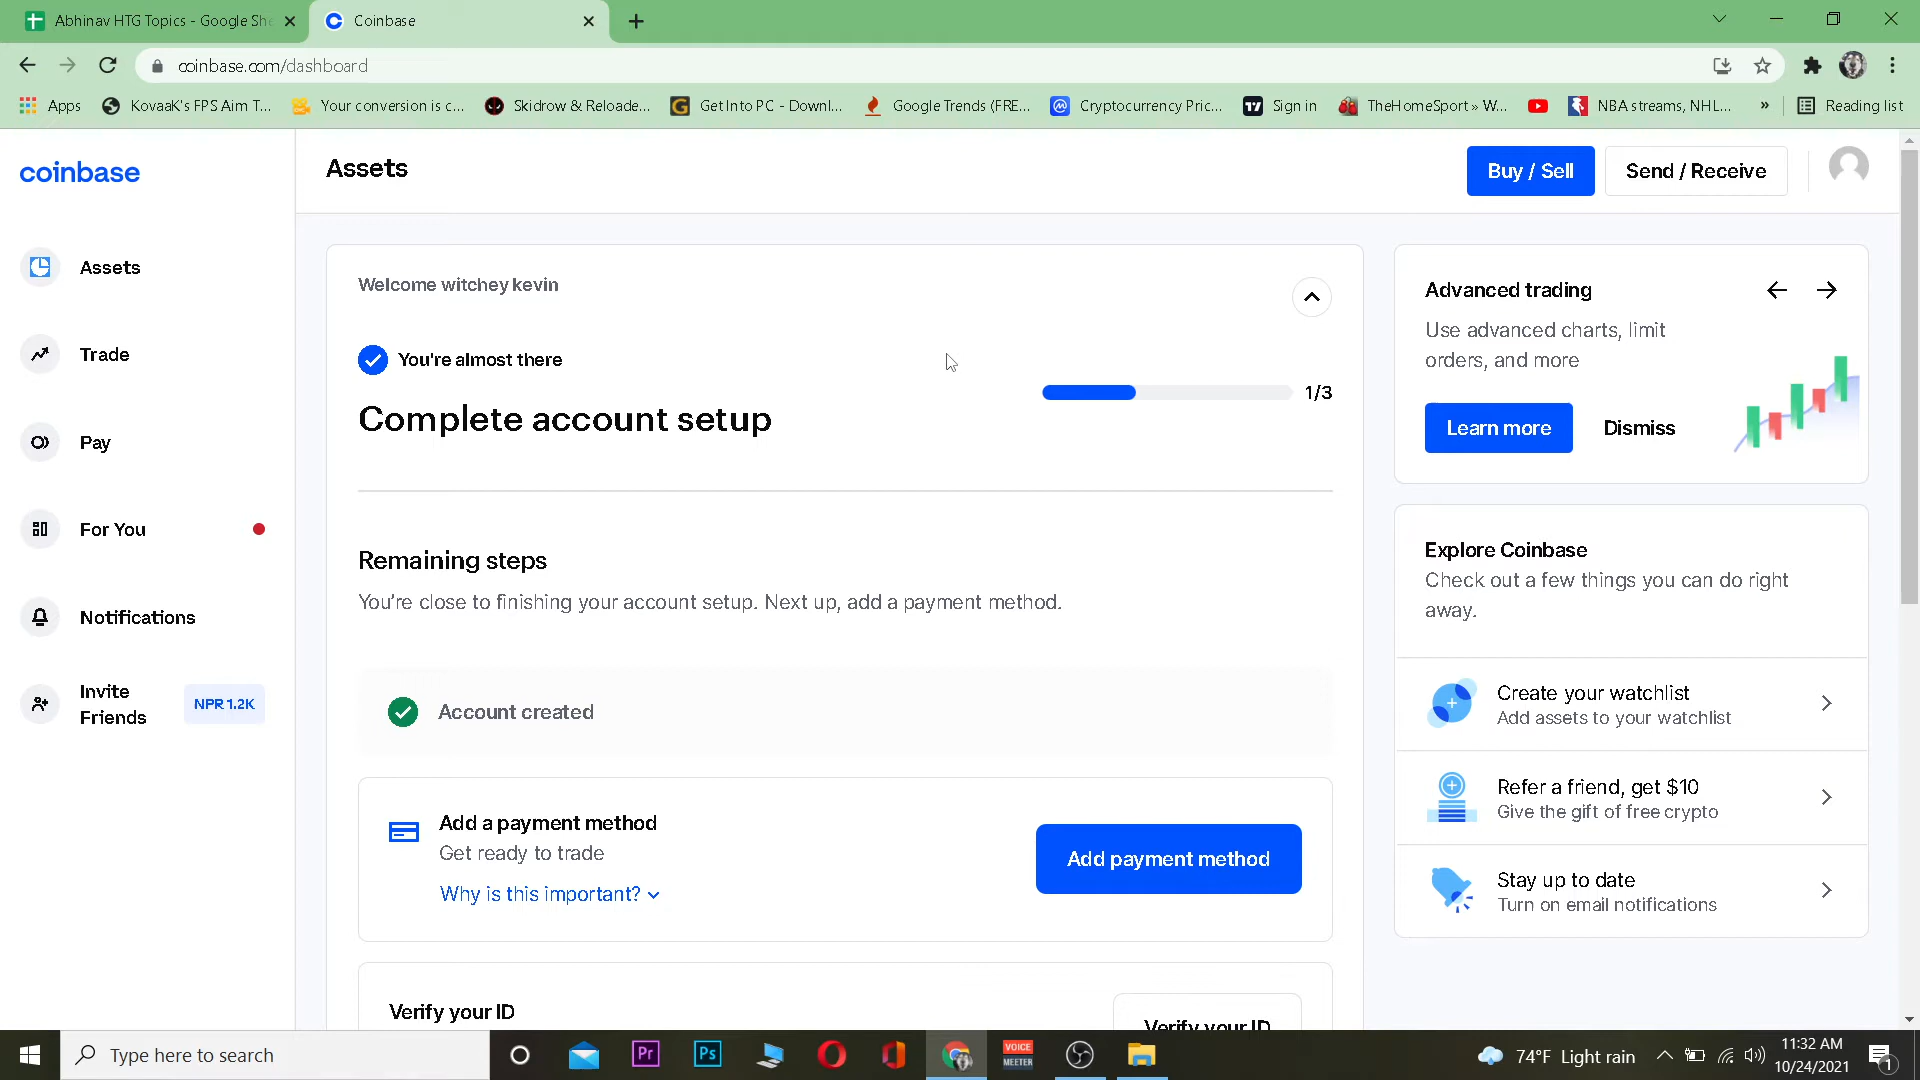 Abhinav HTG Topics - Google Sh
Coinbase
coinbase.com/dashboard
Apps
KovaaK's FPS Aim T...
Your conversion is c...
Skidrow & Reloade...
Get Into PC - Downl...
Google Trends (FRE...
Cryptocurrency Pric...
Sign in
TheHomeSport » W...
NBA streams, NHL...
»
Reading list
coinbase
Assets
Buy / Sell
Send / Receive
Assets
Trade
Pay
For You
Notifications
Invite
Friends
NPR 1.2K
Welcome witchey kevin
You're almost there
Complete account setup
1/3
Remaining steps
You're close to finishing your account setup. Next up, add a payment method.
Account created
Add a payment method
Get ready to trade
Why is this important?
Add payment method
Verify your ID
Verify your ID
Advanced trading
Use advanced charts, limit
orders, and more
Learn more
Dismiss
Explore Coinbase
Check out a few things you can do right
away.
Create your watchlist
Add assets to your watchlist
Refer a friend, get $10
Give the gift of free crypto
Stay up to date
Turn on email notifications
Type here to search
Pr
Ps
VOICE
MEETER
74°F Light rain
11:32 AM
10/24/2021
1